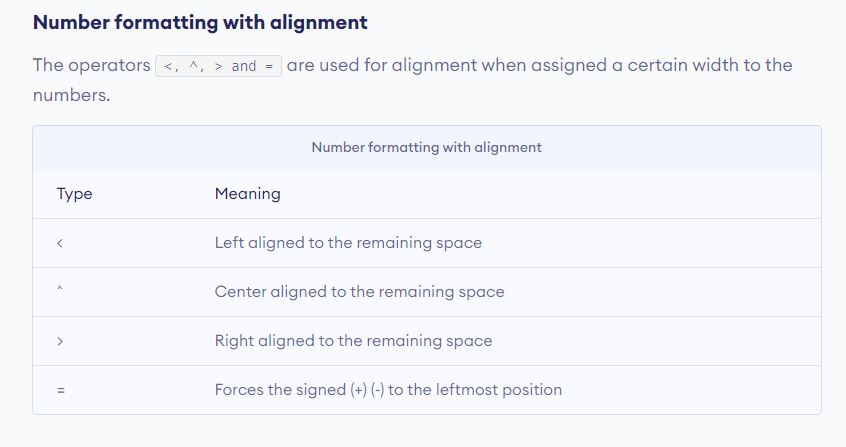 Number formatting with alignment
The operators <, ^, > and = are used for alignment when assigned a certain width to the
numbers.
Number formatting with alignment
Type Meaning
< Left aligned to the remaining space
^ Center aligned to the remaining space
> Right aligned to the remaining space
= Forces the signed (+) (-) to the leftmost position